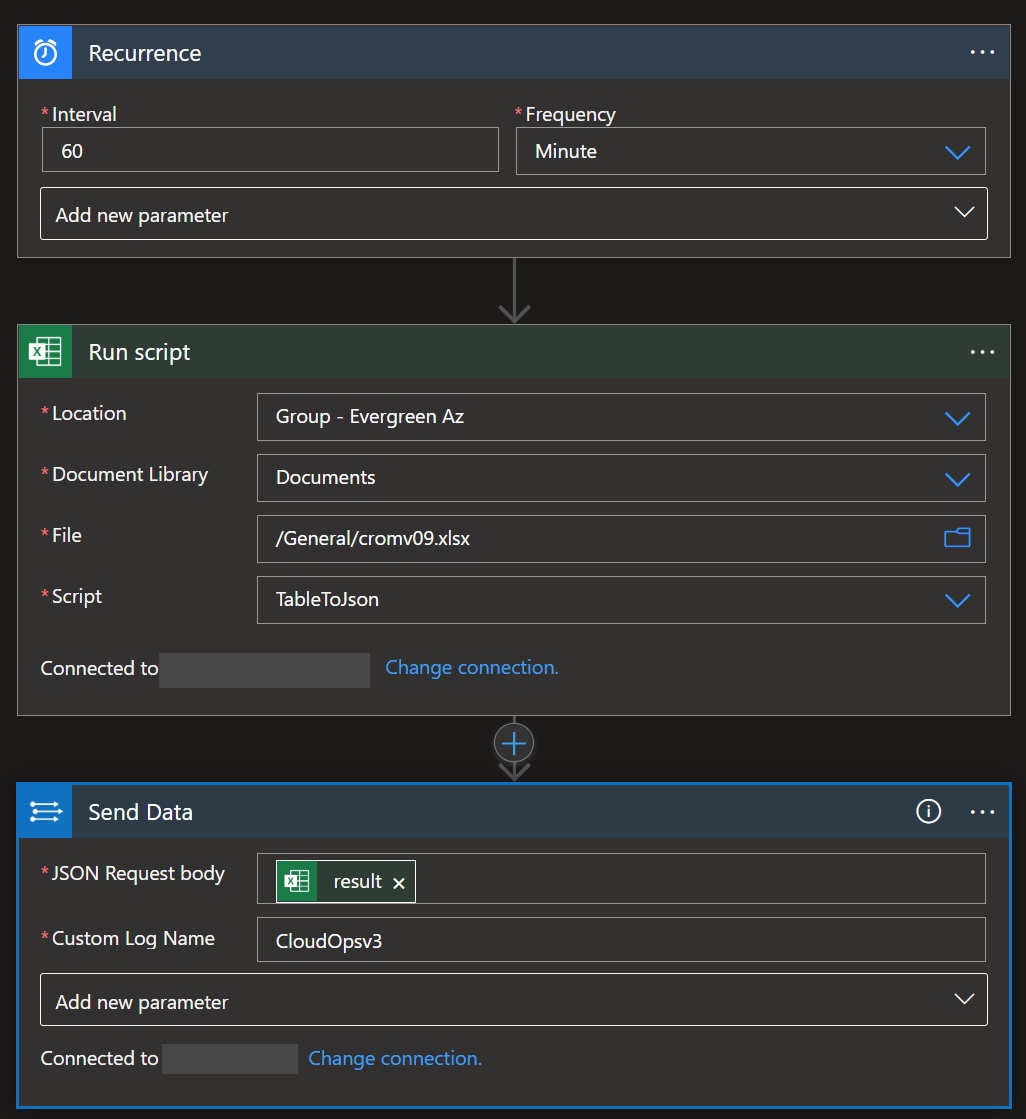 Recurrence
* Interval
* Frequency
60
Minute
Add new parameter
Run script
* Location
Group - Evergreen Az
* Document Library
Documents
* File
/General/cromv09.xlsx
* Script
TableToJson
Connected to
Change connection.
Send Data
* JSON Request body
result
* Custom Log Name
CloudOpsv3
Add new parameter
Connected to
Change connection.